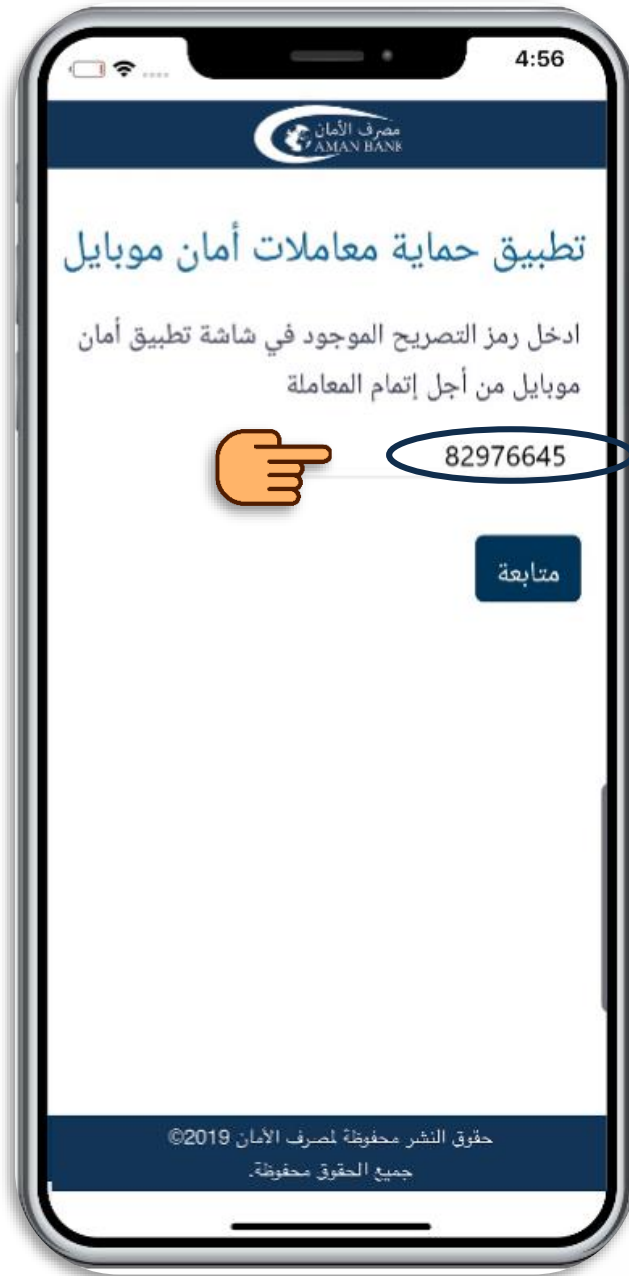 4:56
مصرف الأمان
AMAN BANK
تطبيق حماية معاملات أمان موبايل
ادخل رمز التصريح الموجود في شاشة تطبيق أمان
موبايل من أجل إتمام المعاملة
82976645
متابعة
حقوق النشر محفوظة لمصرف الأمان 2019©
جميع الحقوق محفوظة.